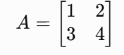 A = [1 2
3 4]